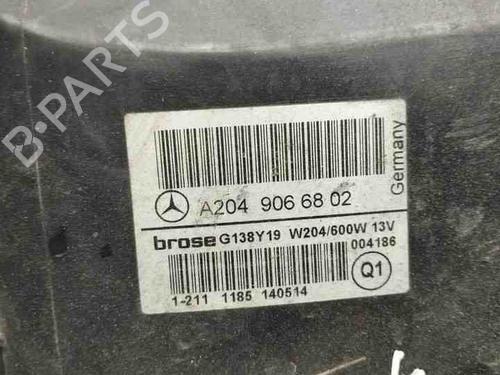 B-PARTS
Germany
A204 906 68 02
brose G138Y19 W204/600W 13V
004186
Q1
1-211 1185 140514